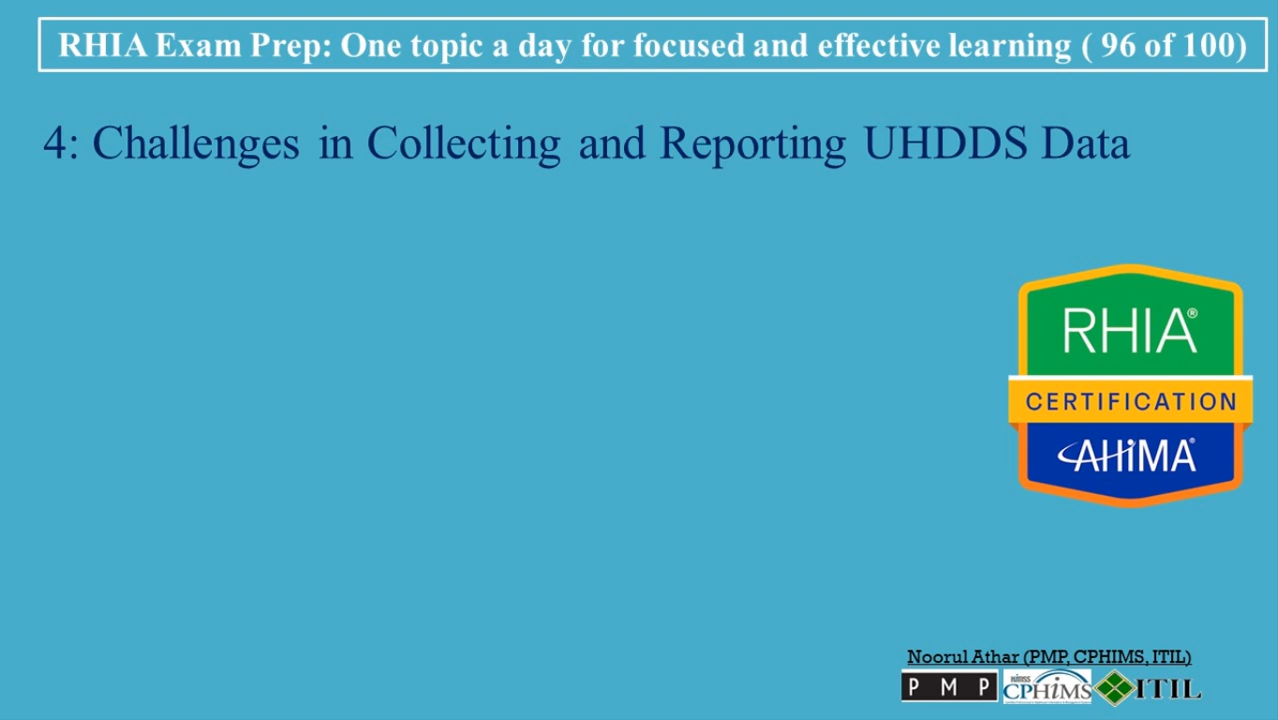 RHIA Exam Prep: One topic a day for focused and effective learning ( 96 of 100)
4: Challenges in Collecting and Reporting UHDDS Data
RHIA®
CERTIFICATION
AHiMA®
Noorul Athar (PMP, CPHIMS, ITIL)
P M P himss CPHiMS ITIL